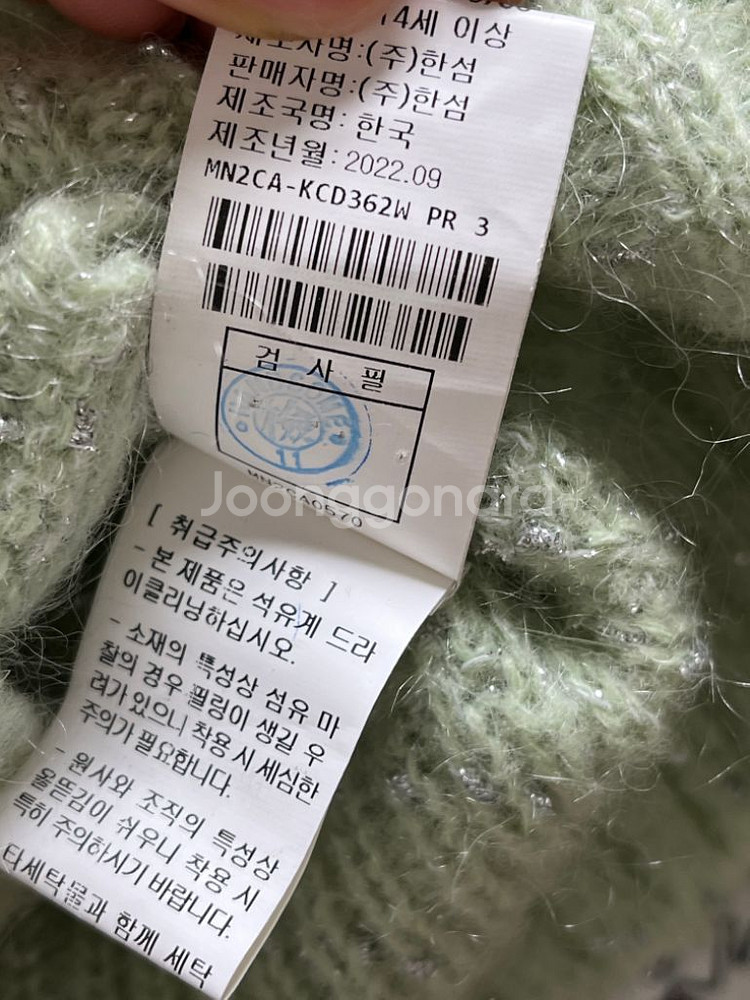 14세 이상
제조자명:(주)한섬
판매자명:(주)한섬
제조국명: 한국
제조년월: 2022.09
MN2CA-KCD362W PR 3
검 사 필
11
MN2CA0570
Joonggonara
[ 취급주의사항 ]
- 본 제품은 석유계 드라
이클리닝하십시오.
- 소재의 특성상 섬유 마
찰의 경우 필링이 생길 우
려가 있으니 착용 시 세심한
주의가 필요합니다.
- 원사와 조직의 특성상
올뜯김이 쉬우니 착용 시
특히 주의하시기 바랍니다.
타세탁물과 함께 세탁